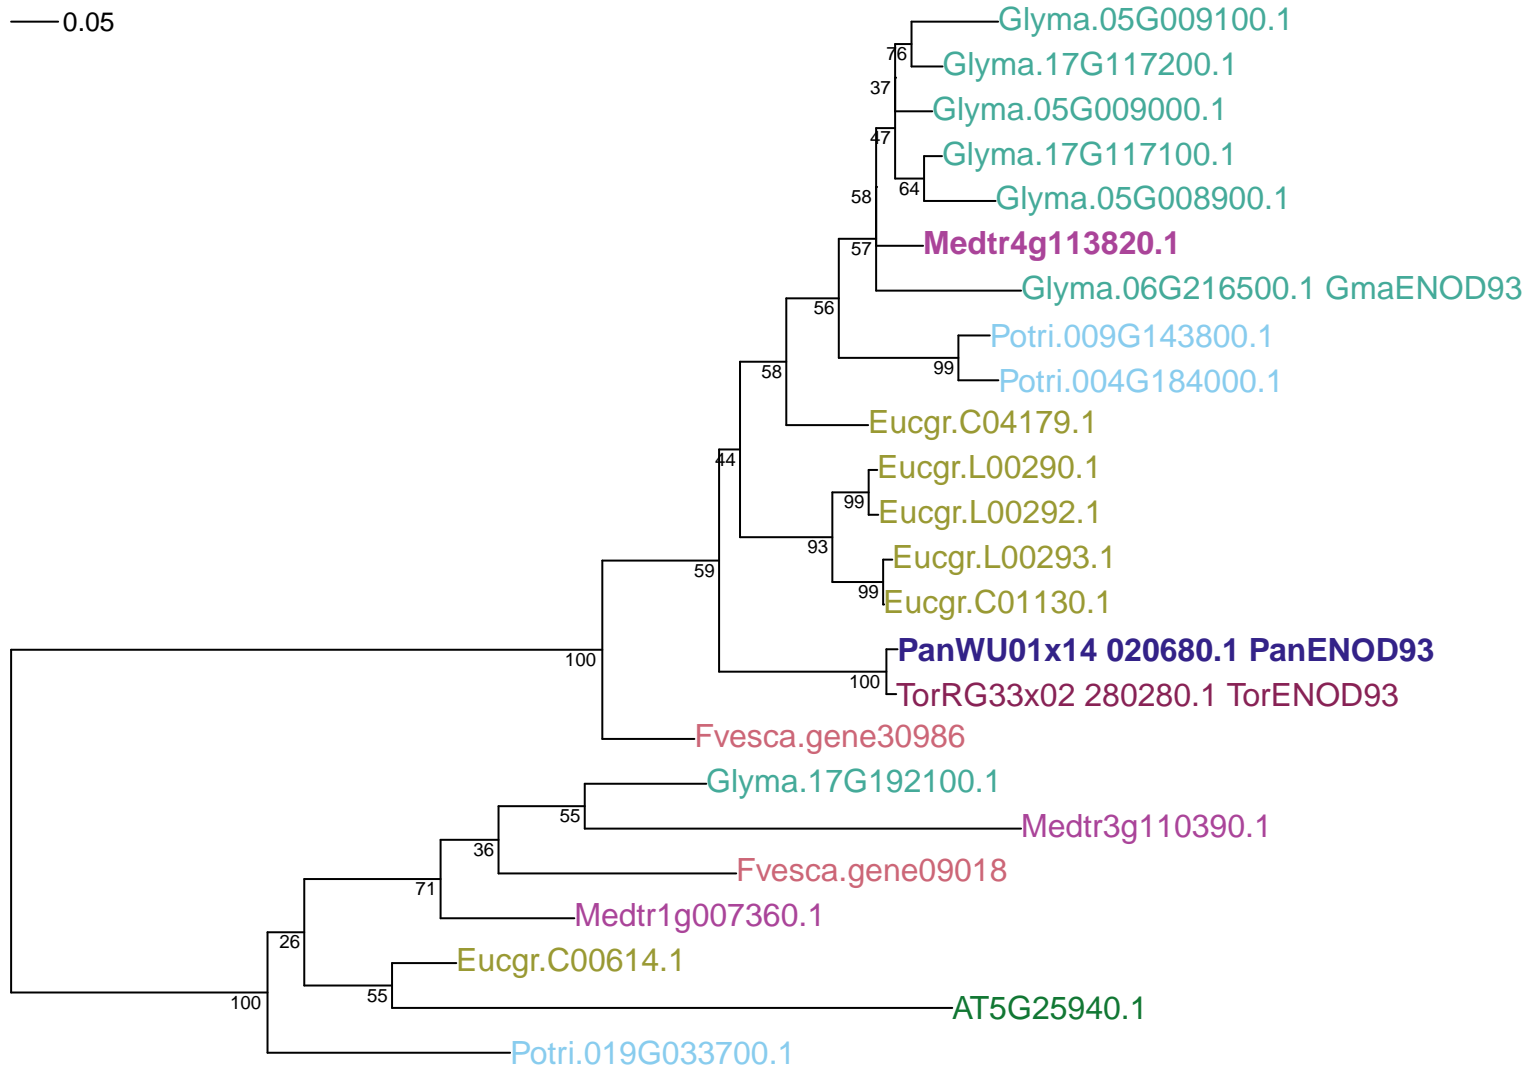 0.05
Glyma.05G009100.1
76
Glyma.17G117200.1
37
Glyma.05G009000.1
47
Glyma.17G117100.1
64
Glyma.05G008900.1
58
Medtr4g113820.1
57
Glyma.06G216500.1 GmaENOD93
56
Potri.009G143800.1
99
Potri.004G184000.1
58
Eucgr.C04179.1
44
Eucgr.L00290.1
99
Eucgr.L00292.1
93
Eucgr.L00293.1
59
99
Eucgr.C01130.1
PanWU01x14 020680.1 PanENOD93
100
100
TorRG33x02 280280.1 TorENOD93
Fvesca.gene30986
Glyma.17G192100.1
55
Medtr3g110390.1
36
Fvesca.gene09018
71
Medtr1g007360.1
26
Eucgr.C00614.1
55
100
AT5G25940.1
Potri.019G033700.1